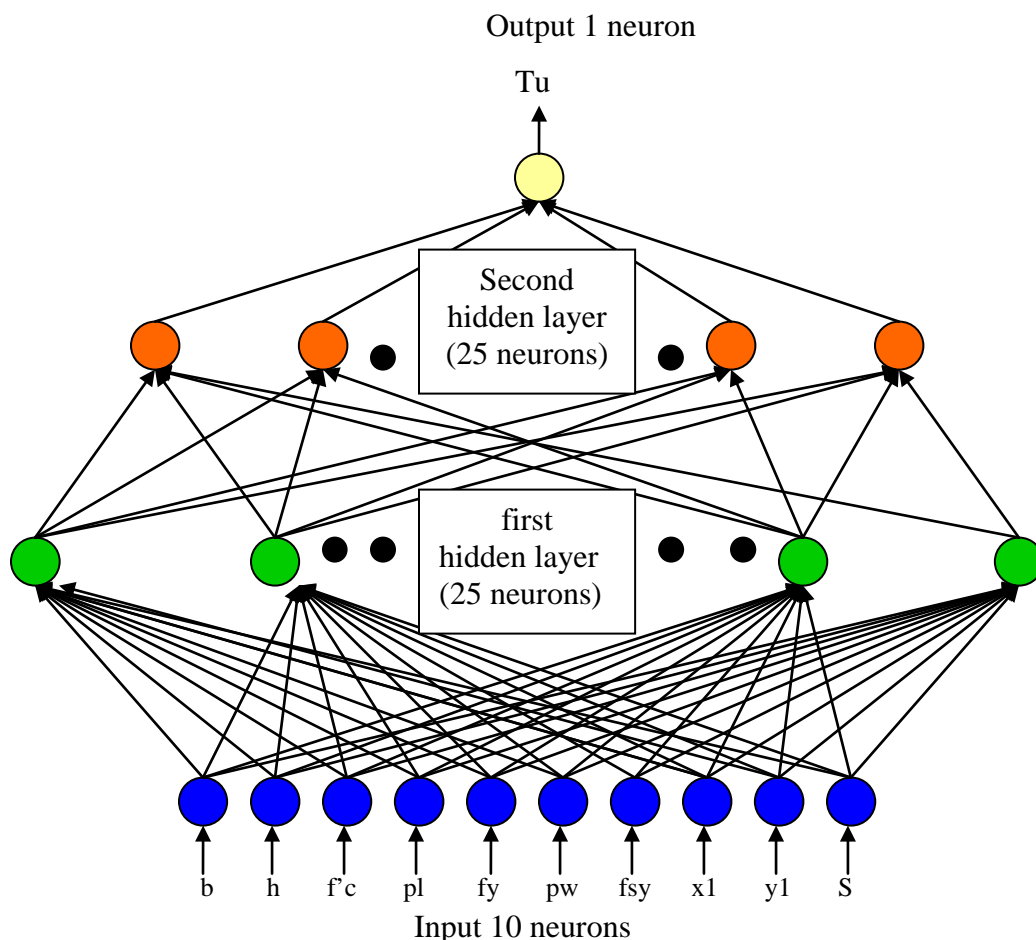 Output 1 neuron
Tu
Second
hidden layer
(25 neurons)
first
hidden layer
(25 neurons)
b h f’c pl fy pw fsy x1 y1 S
Input 10 neurons